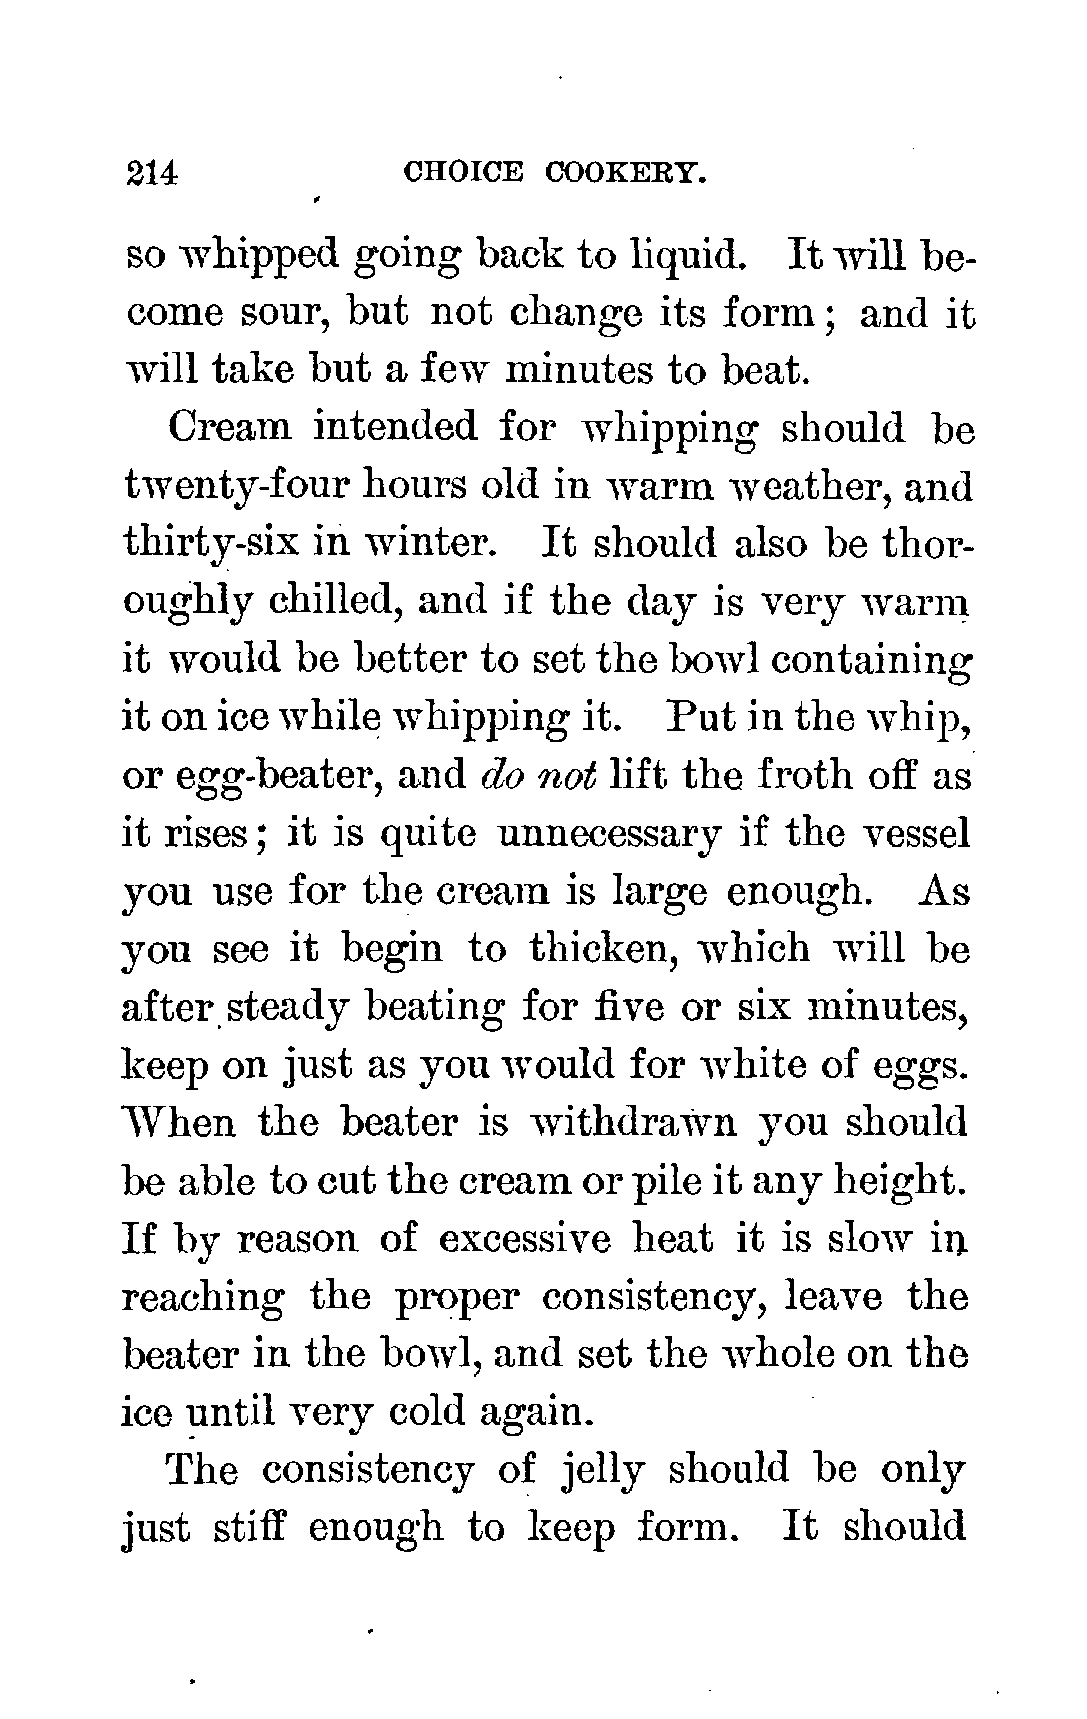 214 CHOICE COOKERY.
so whipped going back to liquid. It will be-
come sour, but not change its form; and it
will take but a few minutes to beat.
Cream intended for whipping should be
twenty-four hours old in warm weather, and
thirty-six in winter. It should also be thor-
oughly chilled, and if the day is very warm
it would be better to set the bowl containing
it on ice while whipping it. Put in the whip,
or egg-beater, and do not lift the froth off as
it rises; it is quite unnecessary if the vessel
you use for the cream is large enough. As
you see it begin to thicken, which will be
after steady beating for five or six minutes,
keep on just as you would for white of eggs.
When the beater is withdrawn you should
be able to cut the cream or pile it any height.
If by reason of excessive heat it is slow in
reaching the proper consistency, leave the
beater in the bowl, and set the whole on the
ice until very cold again.
The consistency of jelly should be only
just stiff enough to keep form. It should